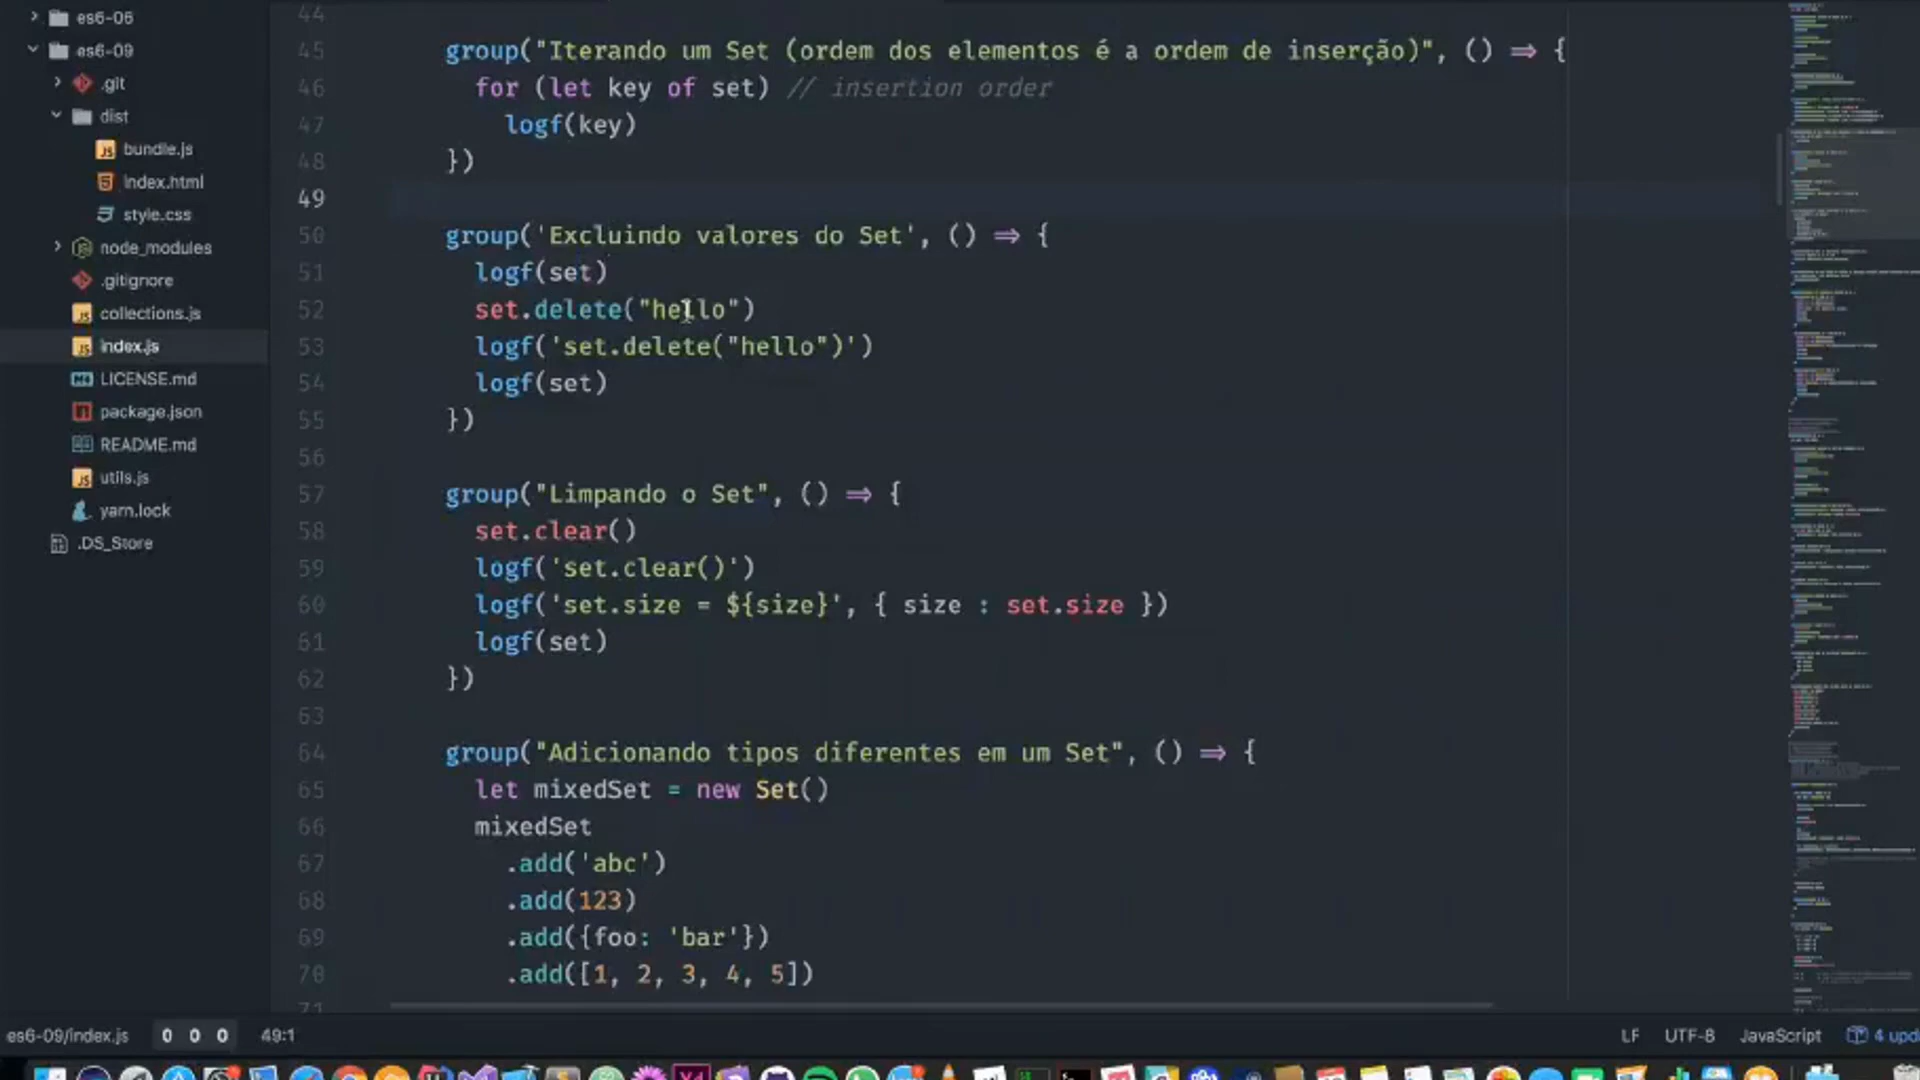 es6-06
es6-09
.git
dist
bundle.js
index.html
style.css
node_modules
.gitignore
collections.js
index.js
LICENSE.md
package.json
README.md
utils.js
yarn.lock
.DS_Store
44
45 group("Iterando um Set (ordem dos elementos é a ordem de inserção)", () => {
46 for (let key of set) // insertion order
47 logf(key)
48 })
49
50 group('Excluindo valores do Set', () => {
51 logf(set)
52 set.delete("hello")
53 logf('set.delete("hello")')
54 logf(set)
55 })
56
57 group("Limpando o Set", () => {
58 set.clear()
59 logf('set.clear()')
60 logf('set.size = ${size}', { size : set.size })
61 logf(set)
62 })
63
64 group("Adicionando tipos diferentes em um Set", () => {
65 let mixedSet = new Set()
66 mixedSet
67 .add('abc')
68 .add(123)
69 .add({foo: 'bar'})
70 .add([1, 2, 3, 4, 5])
71
es6-09/index.js 0 0 0 49:1 LF UTF-8 JavaScript 4 upd